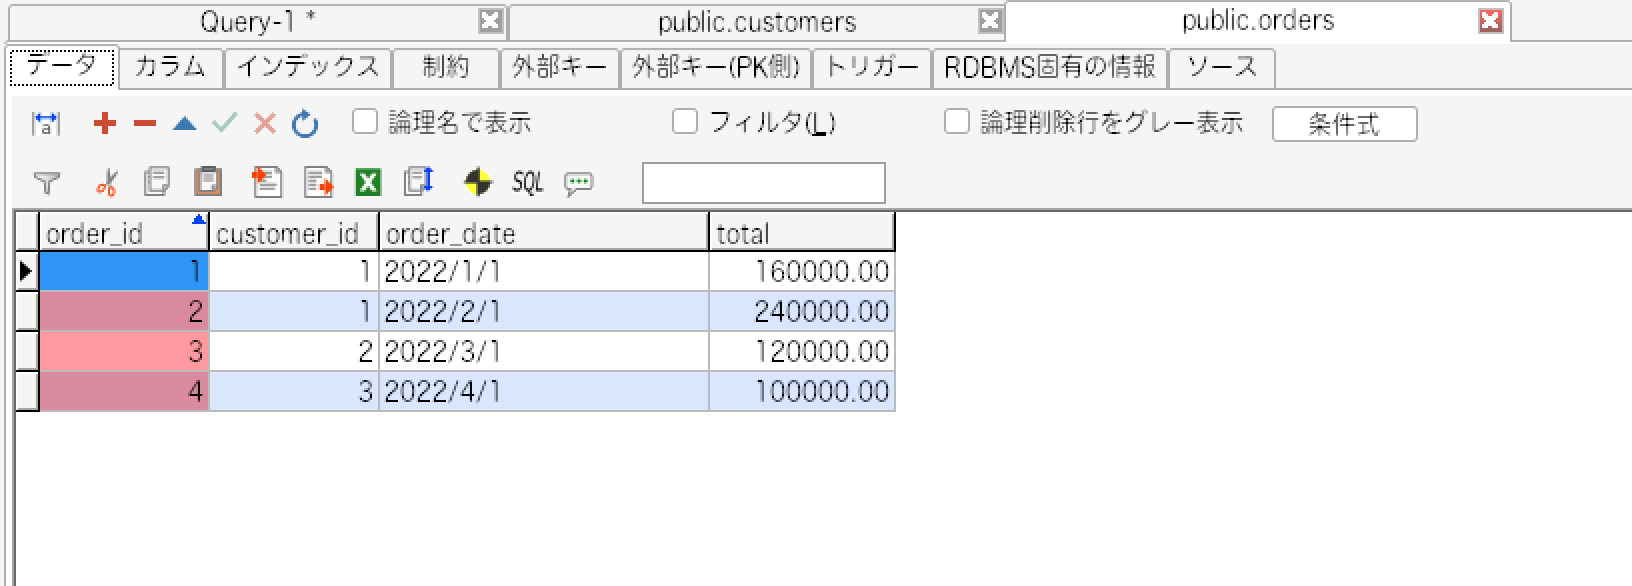 Query-1 * public.customers public.orders
データ カラム インデックス 制約 外部キー 外部キー(PK側) トリガー RDBMS固有の情報 ソース
a 論理名で表示 フィルタ(L) 論理削除行をグレー表示 条件式
SQL
order_id customer_id order_date total
1 1 2022/1/1 160000.00
2 1 2022/2/1 240000.00
3 2 2022/3/1 120000.00
4 3 2022/4/1 100000.00